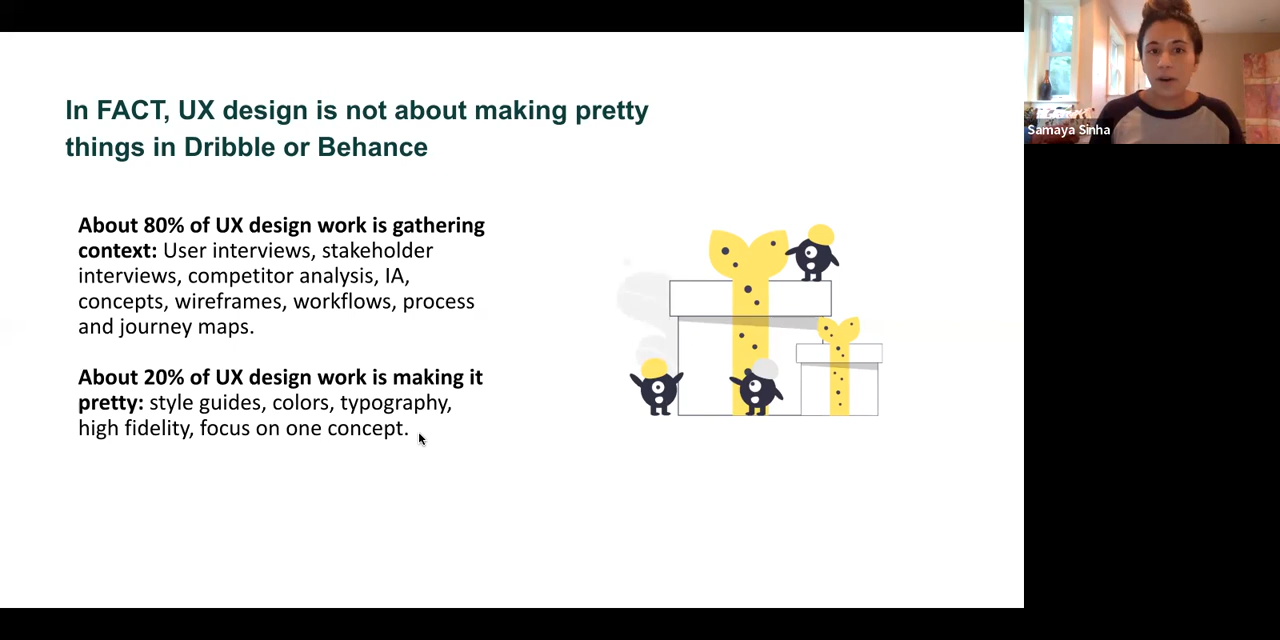 In FACT, UX design is not about making pretty
things in Dribble or Behance
About 80% of UX design work is gathering
context: User interviews, stakeholder
interviews, competitor analysis, IA,
concepts, wireframes, workflows, process
and journey maps.
About 20% of UX design work is making it
pretty: style guides, colors, typography,
high fidelity, focus on one concept.
Samaya Sinha